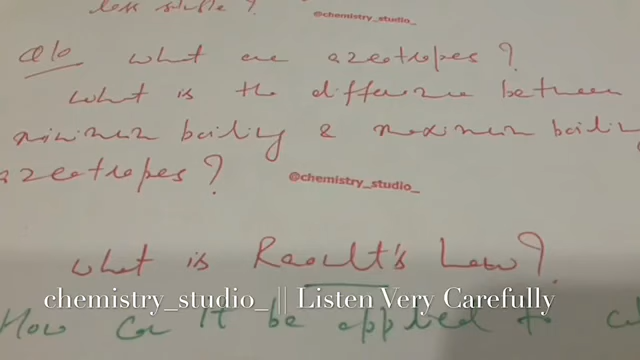 less stable?
@chemistry_studio_
Q10 What are azeotropes?
What is the difference between
minimum boiling & maximum boiling
azeotropes?
@chemistry_studio_
What is Raoult's Law?
chemistry_studio_ || Listen Very Carefully
How can it be applied to